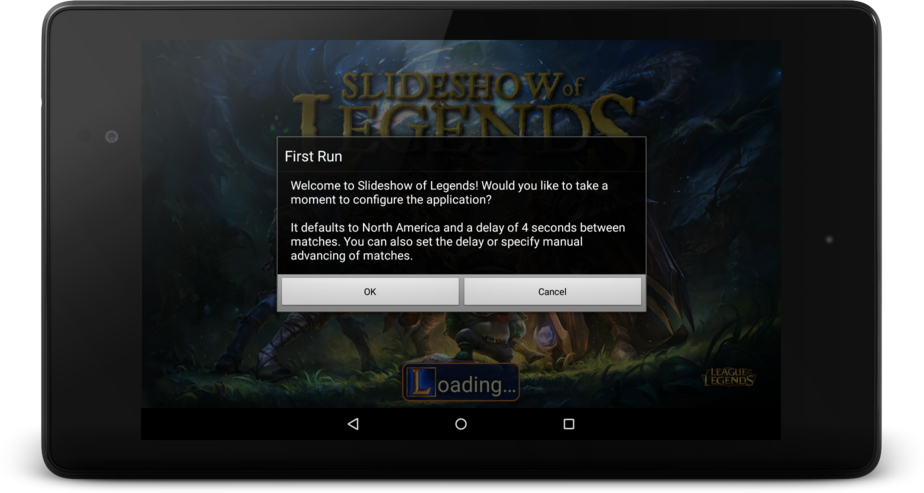 SLIDESHOW of
LEGENDS
First Run
Welcome to Slideshow of Legends! Would you like to take a
moment to configure the application?
It defaults to North America and a delay of 4 seconds between
matches. You can also set the delay or specify manual
advancing of matches.
OK
Cancel
Loading...
LEAGUE of
LEGENDS